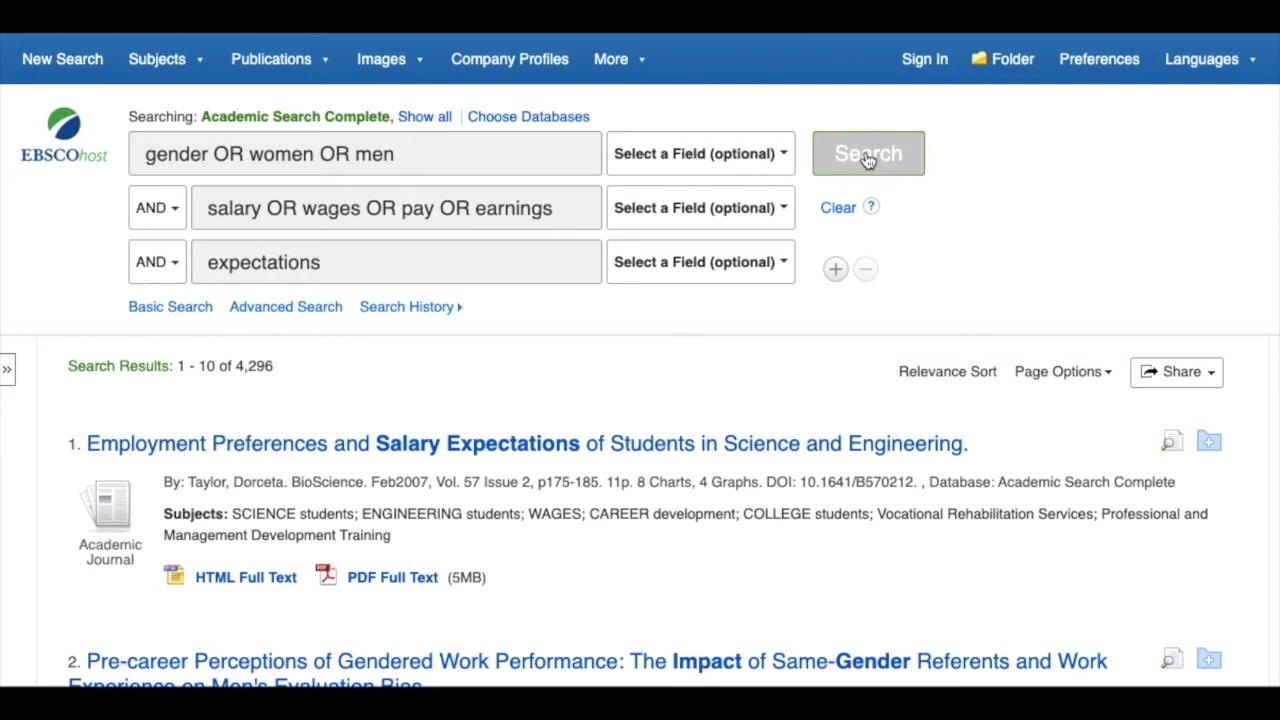 New Search Subjects Publications Images Company Profiles More Sign In Folder Preferences Languages
Searching: Academic Search Complete, Show all | Choose Databases
EBSCOhost
gender OR women OR men Select a Field (optional) Search
AND salary OR wages OR pay OR earnings Select a Field (optional) Clear ?
AND expectations Select a Field (optional)
Basic Search Advanced Search Search History
» Search Results: 1 - 10 of 4,296 Relevance Sort Page Options Share
1. Employment Preferences and Salary Expectations of Students in Science and Engineering.
By: Taylor, Dorceta. BioScience. Feb2007, Vol. 57 Issue 2, p175-185. 11p. 8 Charts, 4 Graphs. DOI: 10.1641/B570212. , Database: Academic Search Complete
Subjects: SCIENCE students; ENGINEERING students; WAGES; CAREER development; COLLEGE students; Vocational Rehabilitation Services; Professional and
Management Development Training
Academic
Journal
HTML Full Text PDF Full Text (5MB)
2. Pre-career Perceptions of Gendered Work Performance: The Impact of Same-Gender Referents and Work
Experience on Men's Evaluation Bias.